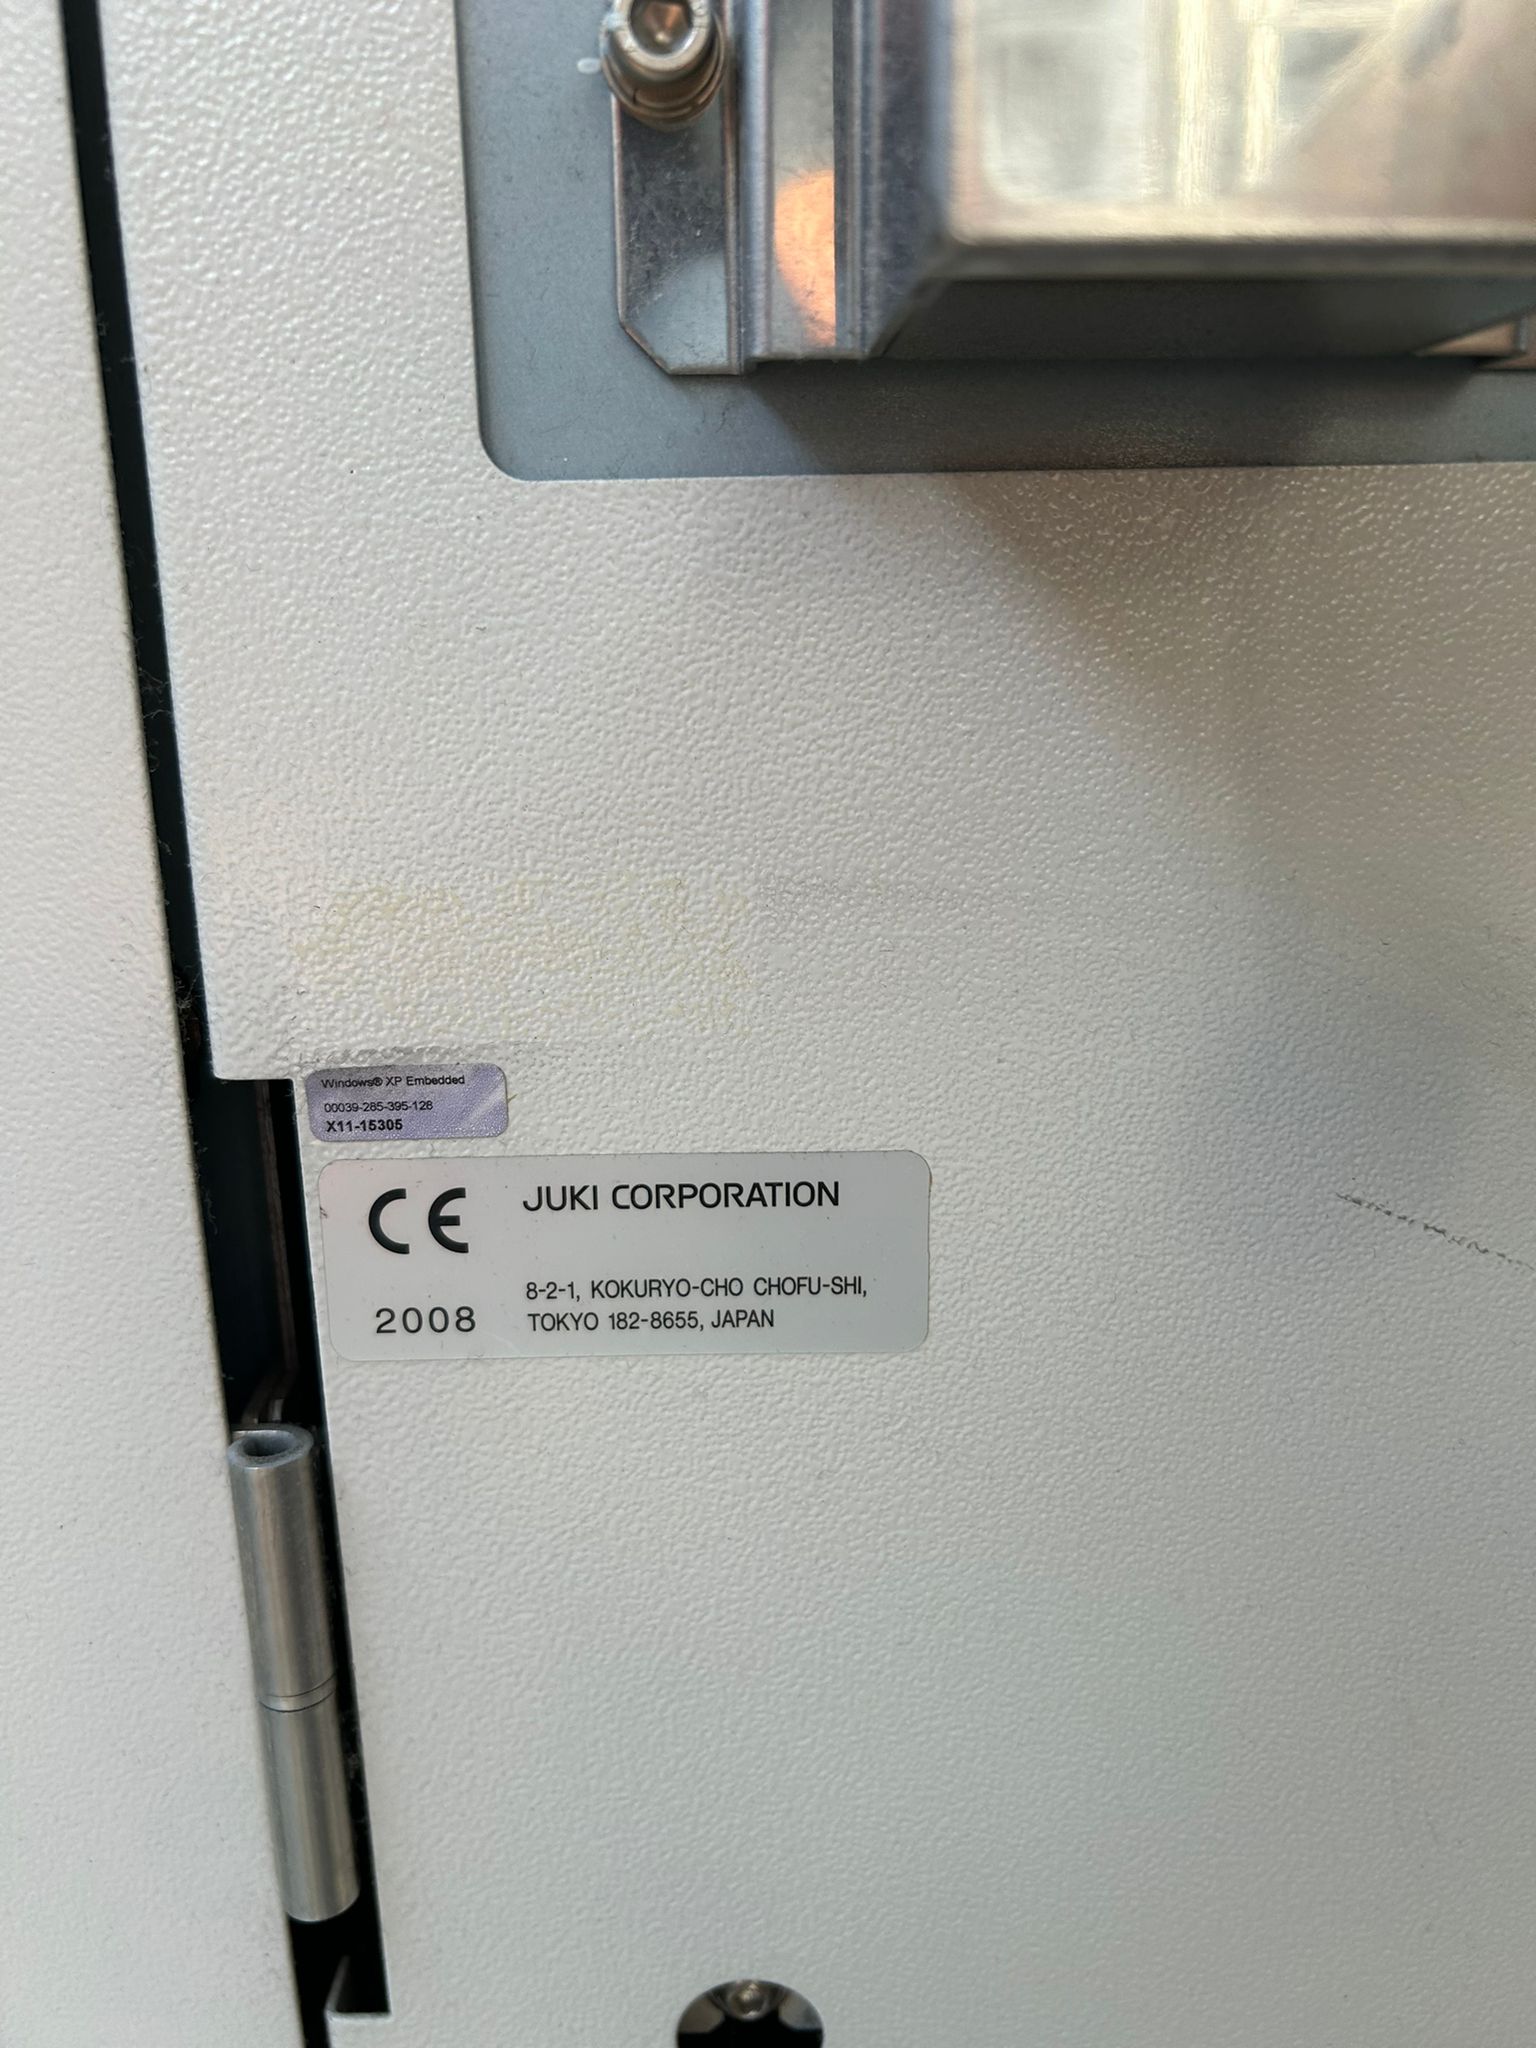 Windows® XP Embedded
00039-285-395-128
X11-15305
CE
JUKI CORPORATION
2008
8-2-1, KOKURYO-CHO CHOFU-SHI,
TOKYO 182-8655, JAPAN